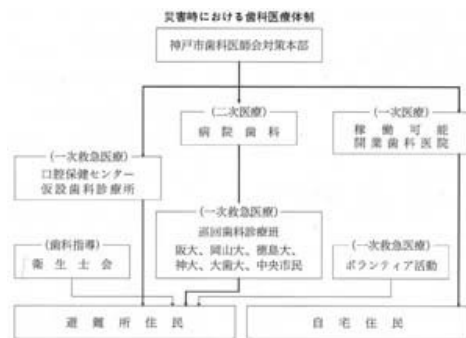 災害時における歯科医療体制
神戸市歯科医師会対策本部
(二次医療)
病院歯科
(一次医療)
稼働可能
開業歯科医院
(一次救急医療)
口腔保健センター
仮設歯科診療所
(一次救急医療)
巡回歯科診療班
阪大、岡山大、徳島大、
神大、大歯大、中央市民
(歯科指導)
衛生士会
(一次救急医療)
ボランティア活動
避難所住民
自宅住民